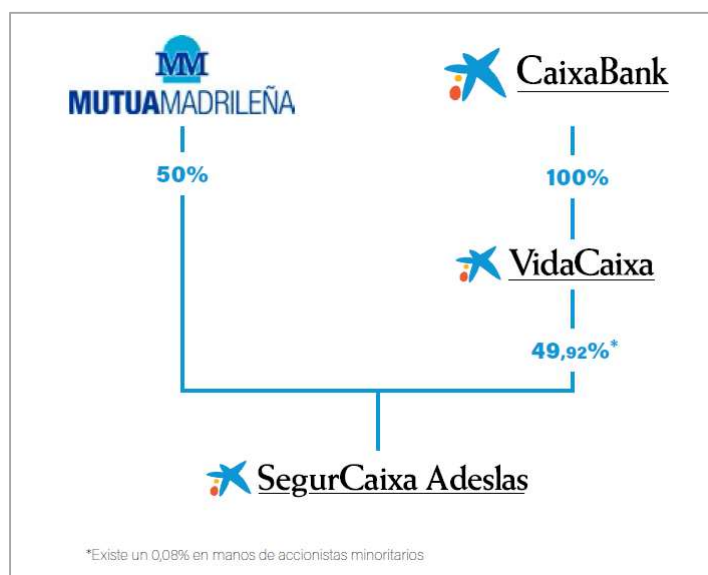 MM
MUTUAMADRILEÑA
CaixaBank
50%
100%
VidaCaixa
49,92%*
SegurCaixa Adeslas
*Existe un 0,08% en manos de accionistas minoritarios